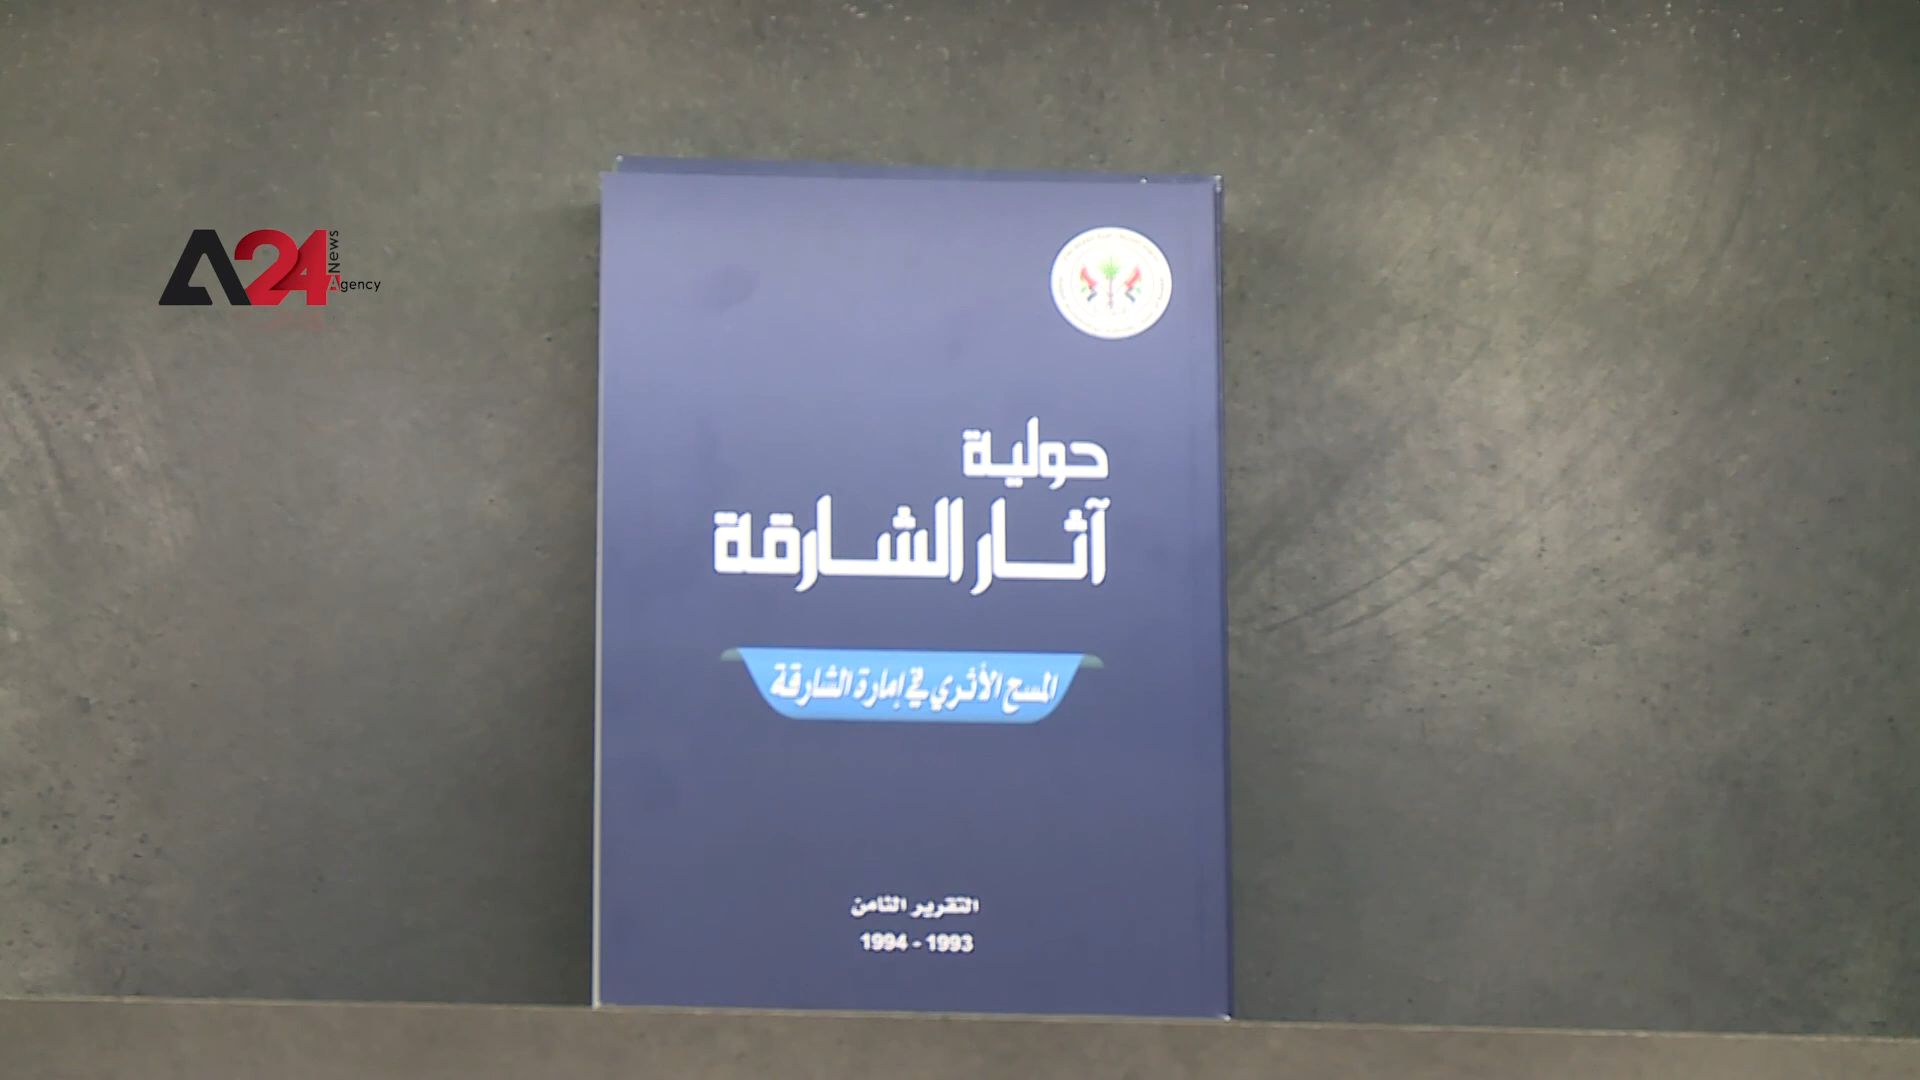 A24 News Agency
حولية
آثار الشارقة
المسح الأثري في إمارة الشارقة
التقرير الثامن
1993 - 1994